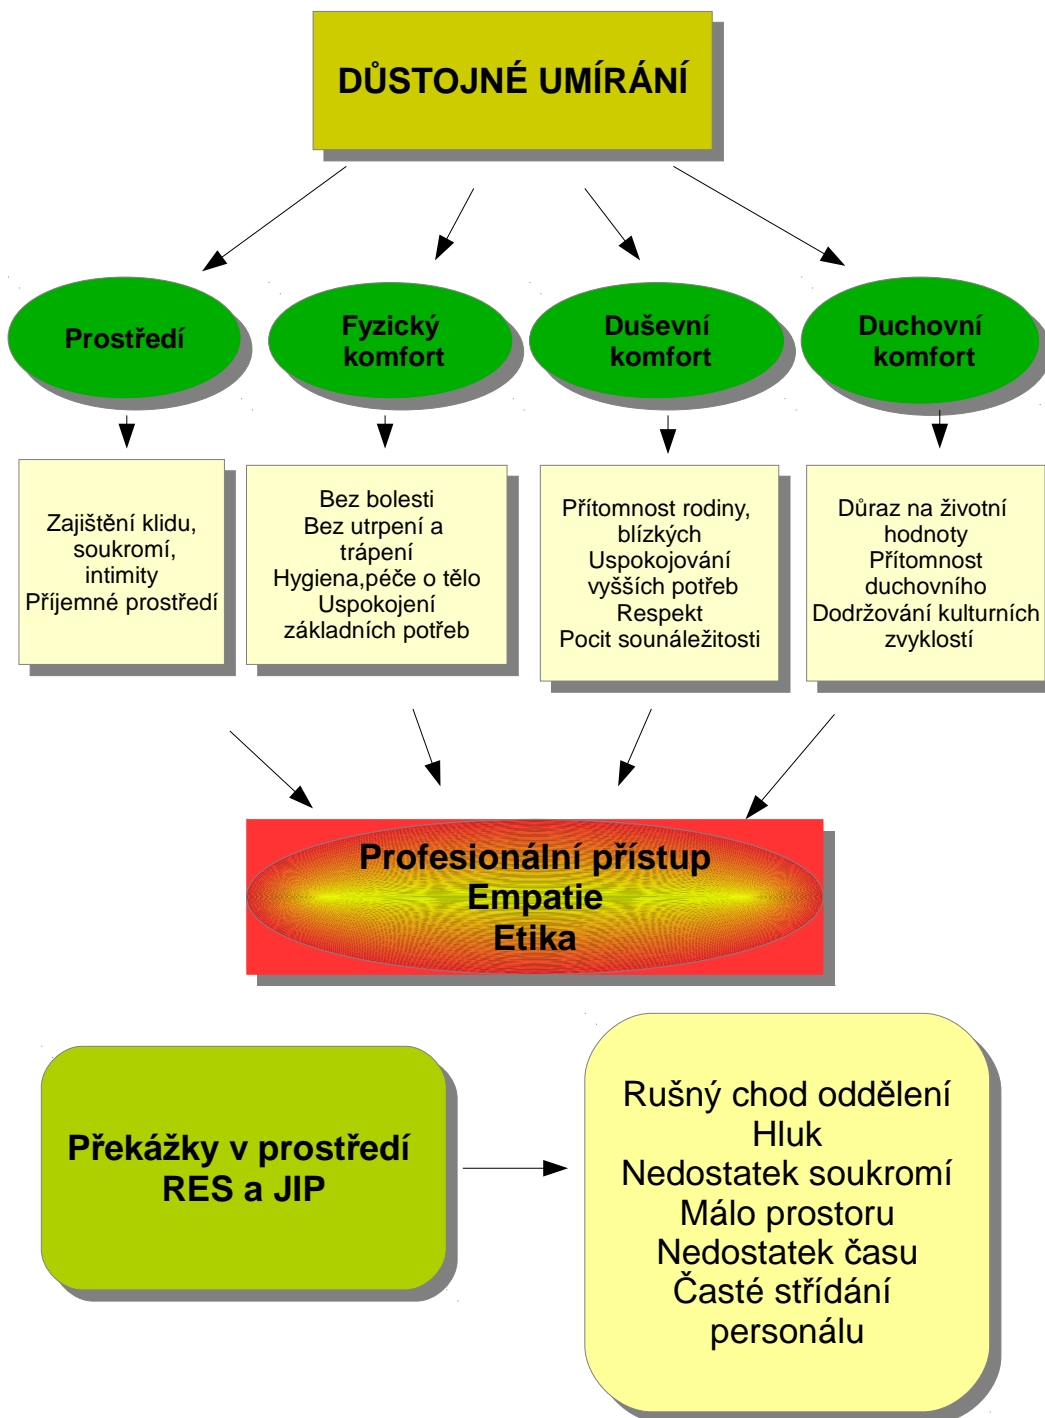 DŮSTOJNÉ UMÍRÁNÍ
Prostředí
Fyzický
komfort
Duševní
komfort
Duchovní
komfort
Zajištění klidu,
soukromí,
intimity
Příjemné prostředí
Bez bolesti
Bez utrpení a
trápení
Hygiena,péče o tělo
Uspokojení
základních potřeb
Přítomnost rodiny,
blízkých
Uspokojování
vyšších potřeb
Respekt
Pocit sounáležitosti
Důraz na životní
hodnoty
Přítomnost
duchovního
Dodržování kulturních
zvyklostí
Profesionální přístup
Empatie
Etika
Překážky v prostředí
RES a JIP
Rušný chod oddělení
Hluk
Nedostatek soukromí
Málo prostoru
Nedostatek času
Časté střídání
personálu